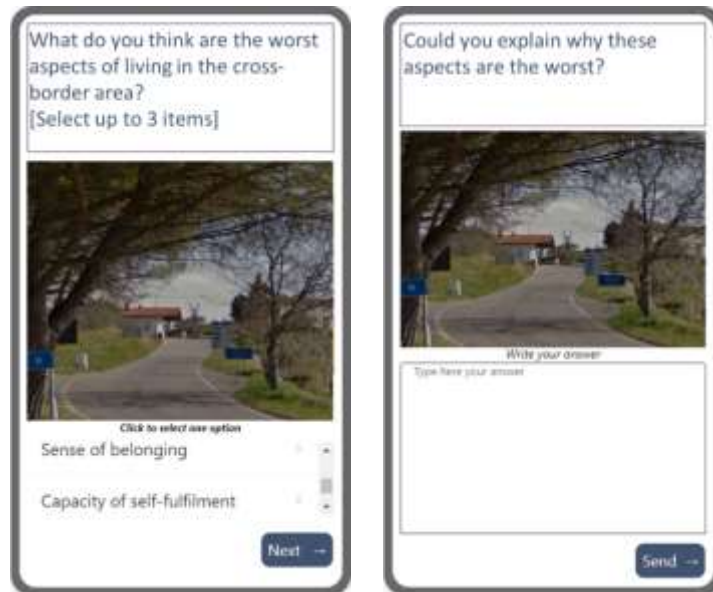 What do you think are the worst
aspects of living in the cross-
border area?
[Select up to 3 items]
Click to select one option
Sense of belonging
Capacity of self-fulfilment
Next →
Could you explain why these
aspects are the worst?
Write your answer
Type here your answer
Send →